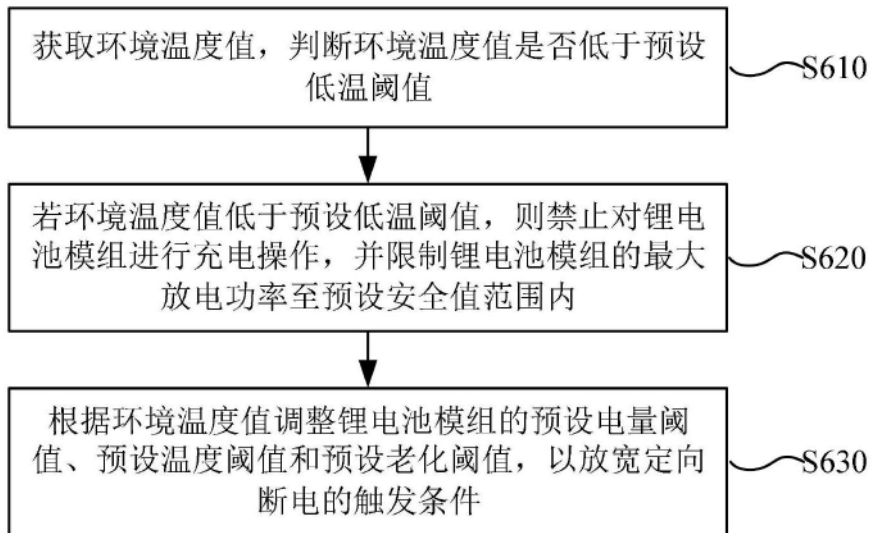 获取环境温度值，判断环境温度值是否低于预设
低温阈值
S610
若环境温度值低于预设低温阈值，则禁止对锂电
池模组进行充电操作，并限制锂电池模组的最大
放电功率至预设安全值范围内
S620
根据环境温度值调整锂电池模组的预设电量阈
值、预设温度阈值和预设老化阈值，以放宽定向
断电的触发条件
S630